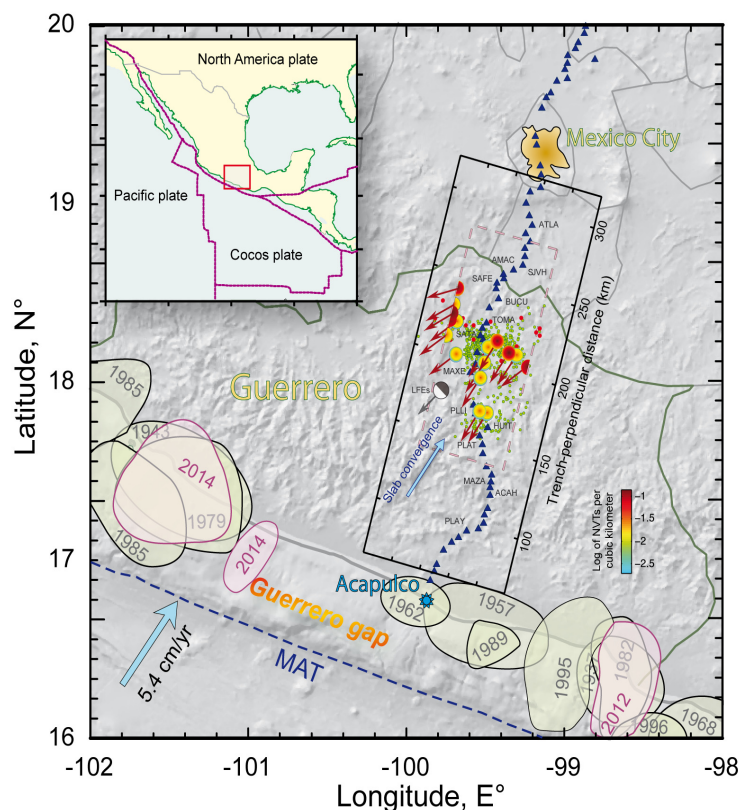 20
19
18
17
16
Latitude, N°
-102
-101
-100
-99
-98
Longitude, E°
North America plate
Pacific plate
Cocos plate
Mexico City
Guerrero
ATLA
AMAC
SJVH
SAFE
BUCU
TOMA
SATA
MAXE
LFEs
PLLI
HUIT
PLAT
MAZA
ACAH
PLAY
300
250
200
150
100
Trench-perpendicular distance (km)
Slab convergence
1985
1943
2014
1979
1985
2014
Guerrero gap
Acapulco
1962
1957
1989
1995
1982
2012
1996
1968
MAT
5.4 cm/yr
Log of NVTs per
cubic kilometer
-1
-1.5
-2
-2.5